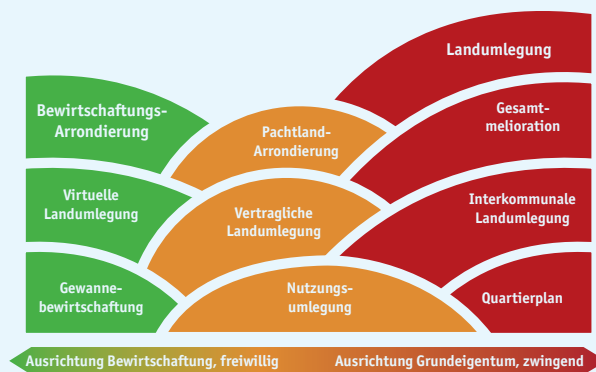 Landumlegung
Bewirtschaftungs-
Arrondierung
Pachtland-
Arrondierung
Gesamt-
melioration
Virtuelle
Landumlegung
Vertragliche
Landumlegung
Interkommunale
Landumlegung
Gewanne-
bewirtschaftung
Nutzungs-
umlegung
Quartierplan
Ausrichtung Bewirtschaftung, freiwillig
Ausrichtung Grundeigentum, zwingend